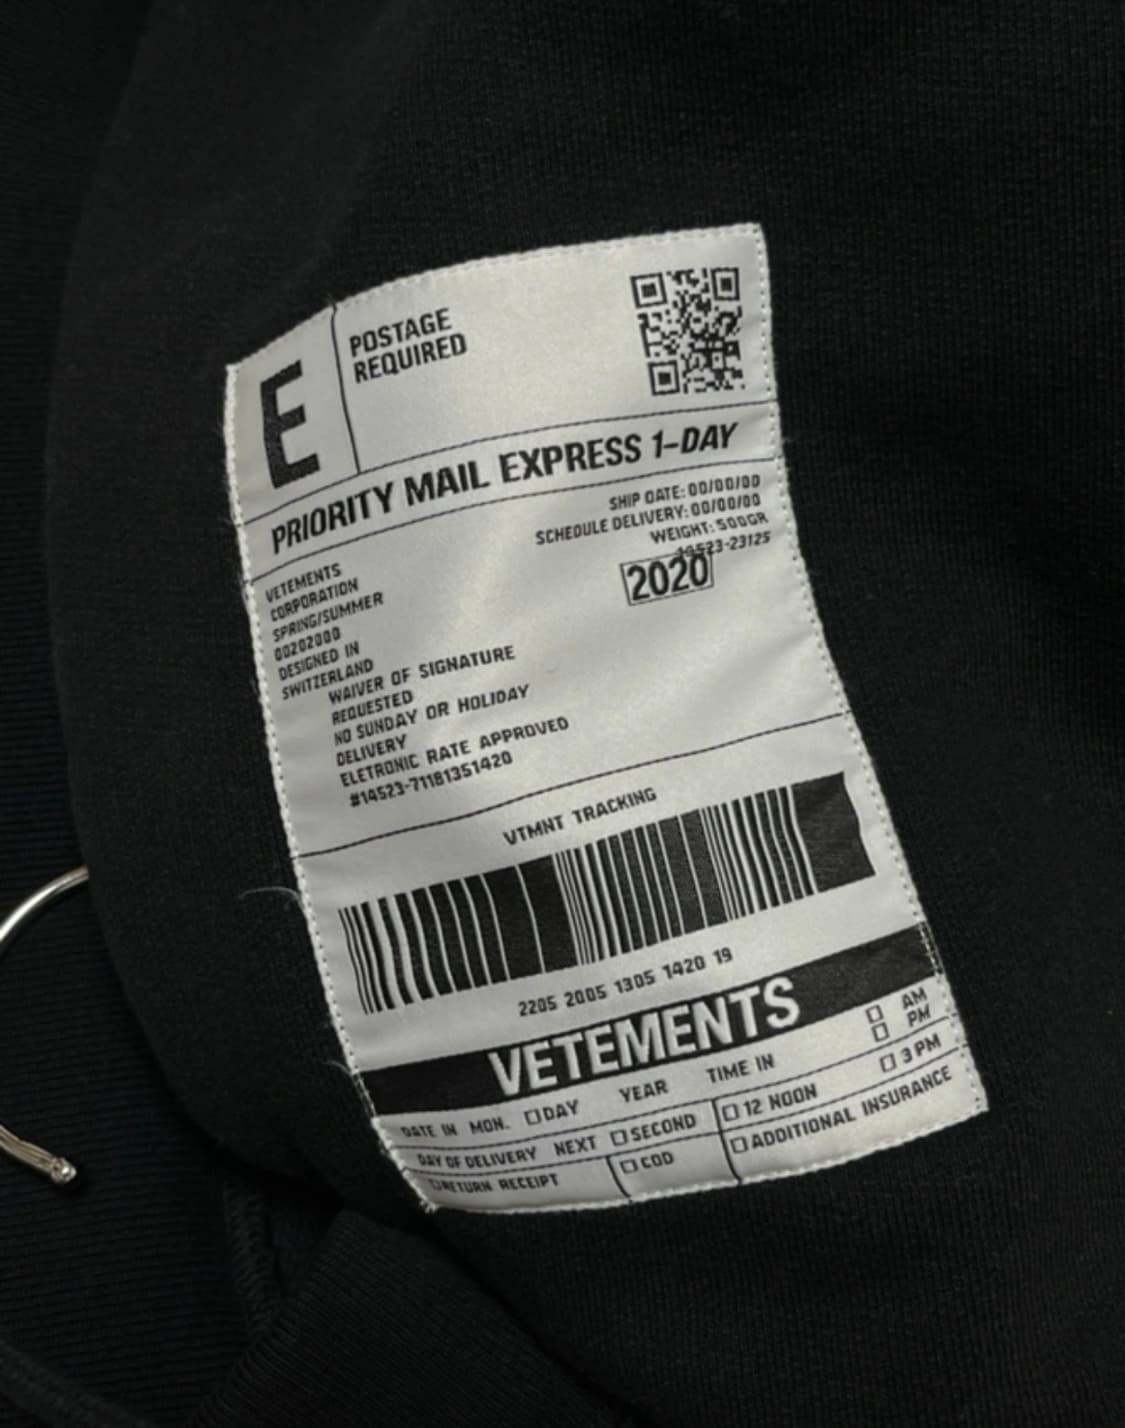 E
POSTAGE
REQUIRED
PRIORITY MAIL EXPRESS 1-DAY
SHIP DATE: 00/00/00
SCHEDULE DELIVERY: 00/00/00
WEIGHT: 500GR
14523-23125
2020
VETEMENTS
CORPORATION
SPRING/SUMMER
00202000
DESIGNED IN
SWITZERLAND
WAIVER OF SIGNATURE
REQUESTED
NO SUNDAY OR HOLIDAY
DELIVERY
ELETRONIC RATE APPROVED
#14523-71181351420
VTMNT TRACKING
2205 2005 1305 1420 19
VETEMENTS
DATE IN MON. DAY YEAR TIME IN AM
PM
DAY OF DELIVERY NEXT SECOND 12 NOON 3 PM
RETURN RECEIPT COD ADDITIONAL INSURANCE